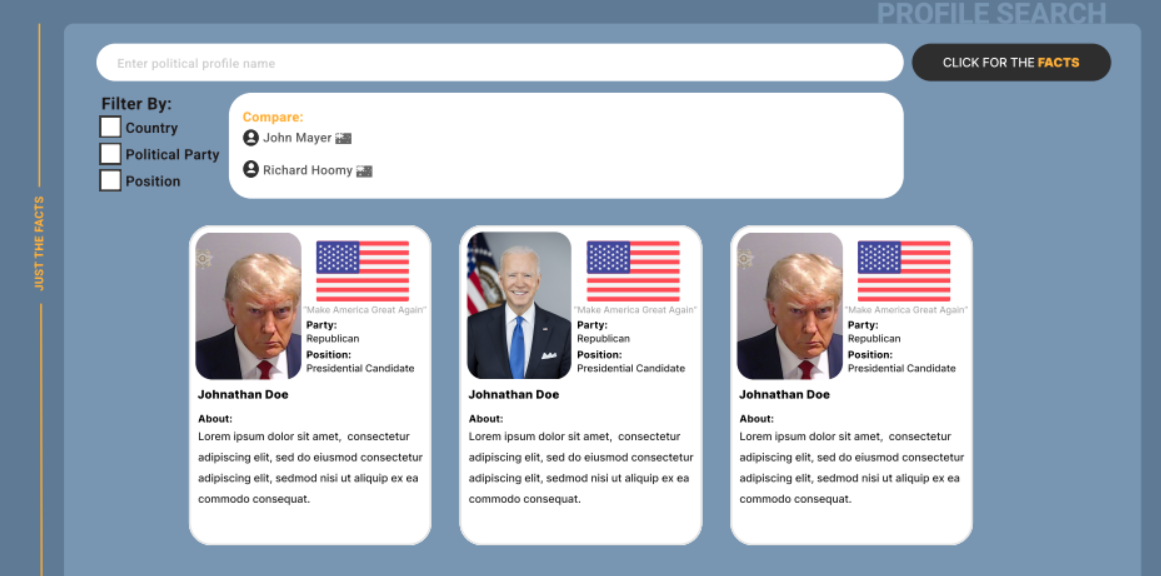 PROFILE SEARCH
Enter political profile name
CLICK FOR THE FACTS
Filter By:
Country
Political Party
Position
Compare:
John Mayer
Richard Hoomy
JUST THE FACTS
"Make America Great Again"
Party:
Republican
Position:
Presidential Candidate
Johnathan Doe
About:
Lorem ipsum dolor sit amet, consectetur
adipiscing elit, sed do eiusmod consectetur
adipiscing elit, sedmod nisi ut aliquip ex ea
commodo consequat.
"Make America Great Again"
Party:
Republican
Position:
Presidential Candidate
Johnathan Doe
About:
Lorem ipsum dolor sit amet, consectetur
adipiscing elit, sed do eiusmod consectetur
adipiscing elit, sedmod nisi ut aliquip ex ea
commodo consequat.
"Make America Great Again"
Party:
Republican
Position:
Presidential Candidate
Johnathan Doe
About:
Lorem ipsum dolor sit amet, consectetur
adipiscing elit, sed do eiusmod consectetur
adipiscing elit, sedmod nisi ut aliquip ex ea
commodo consequat.